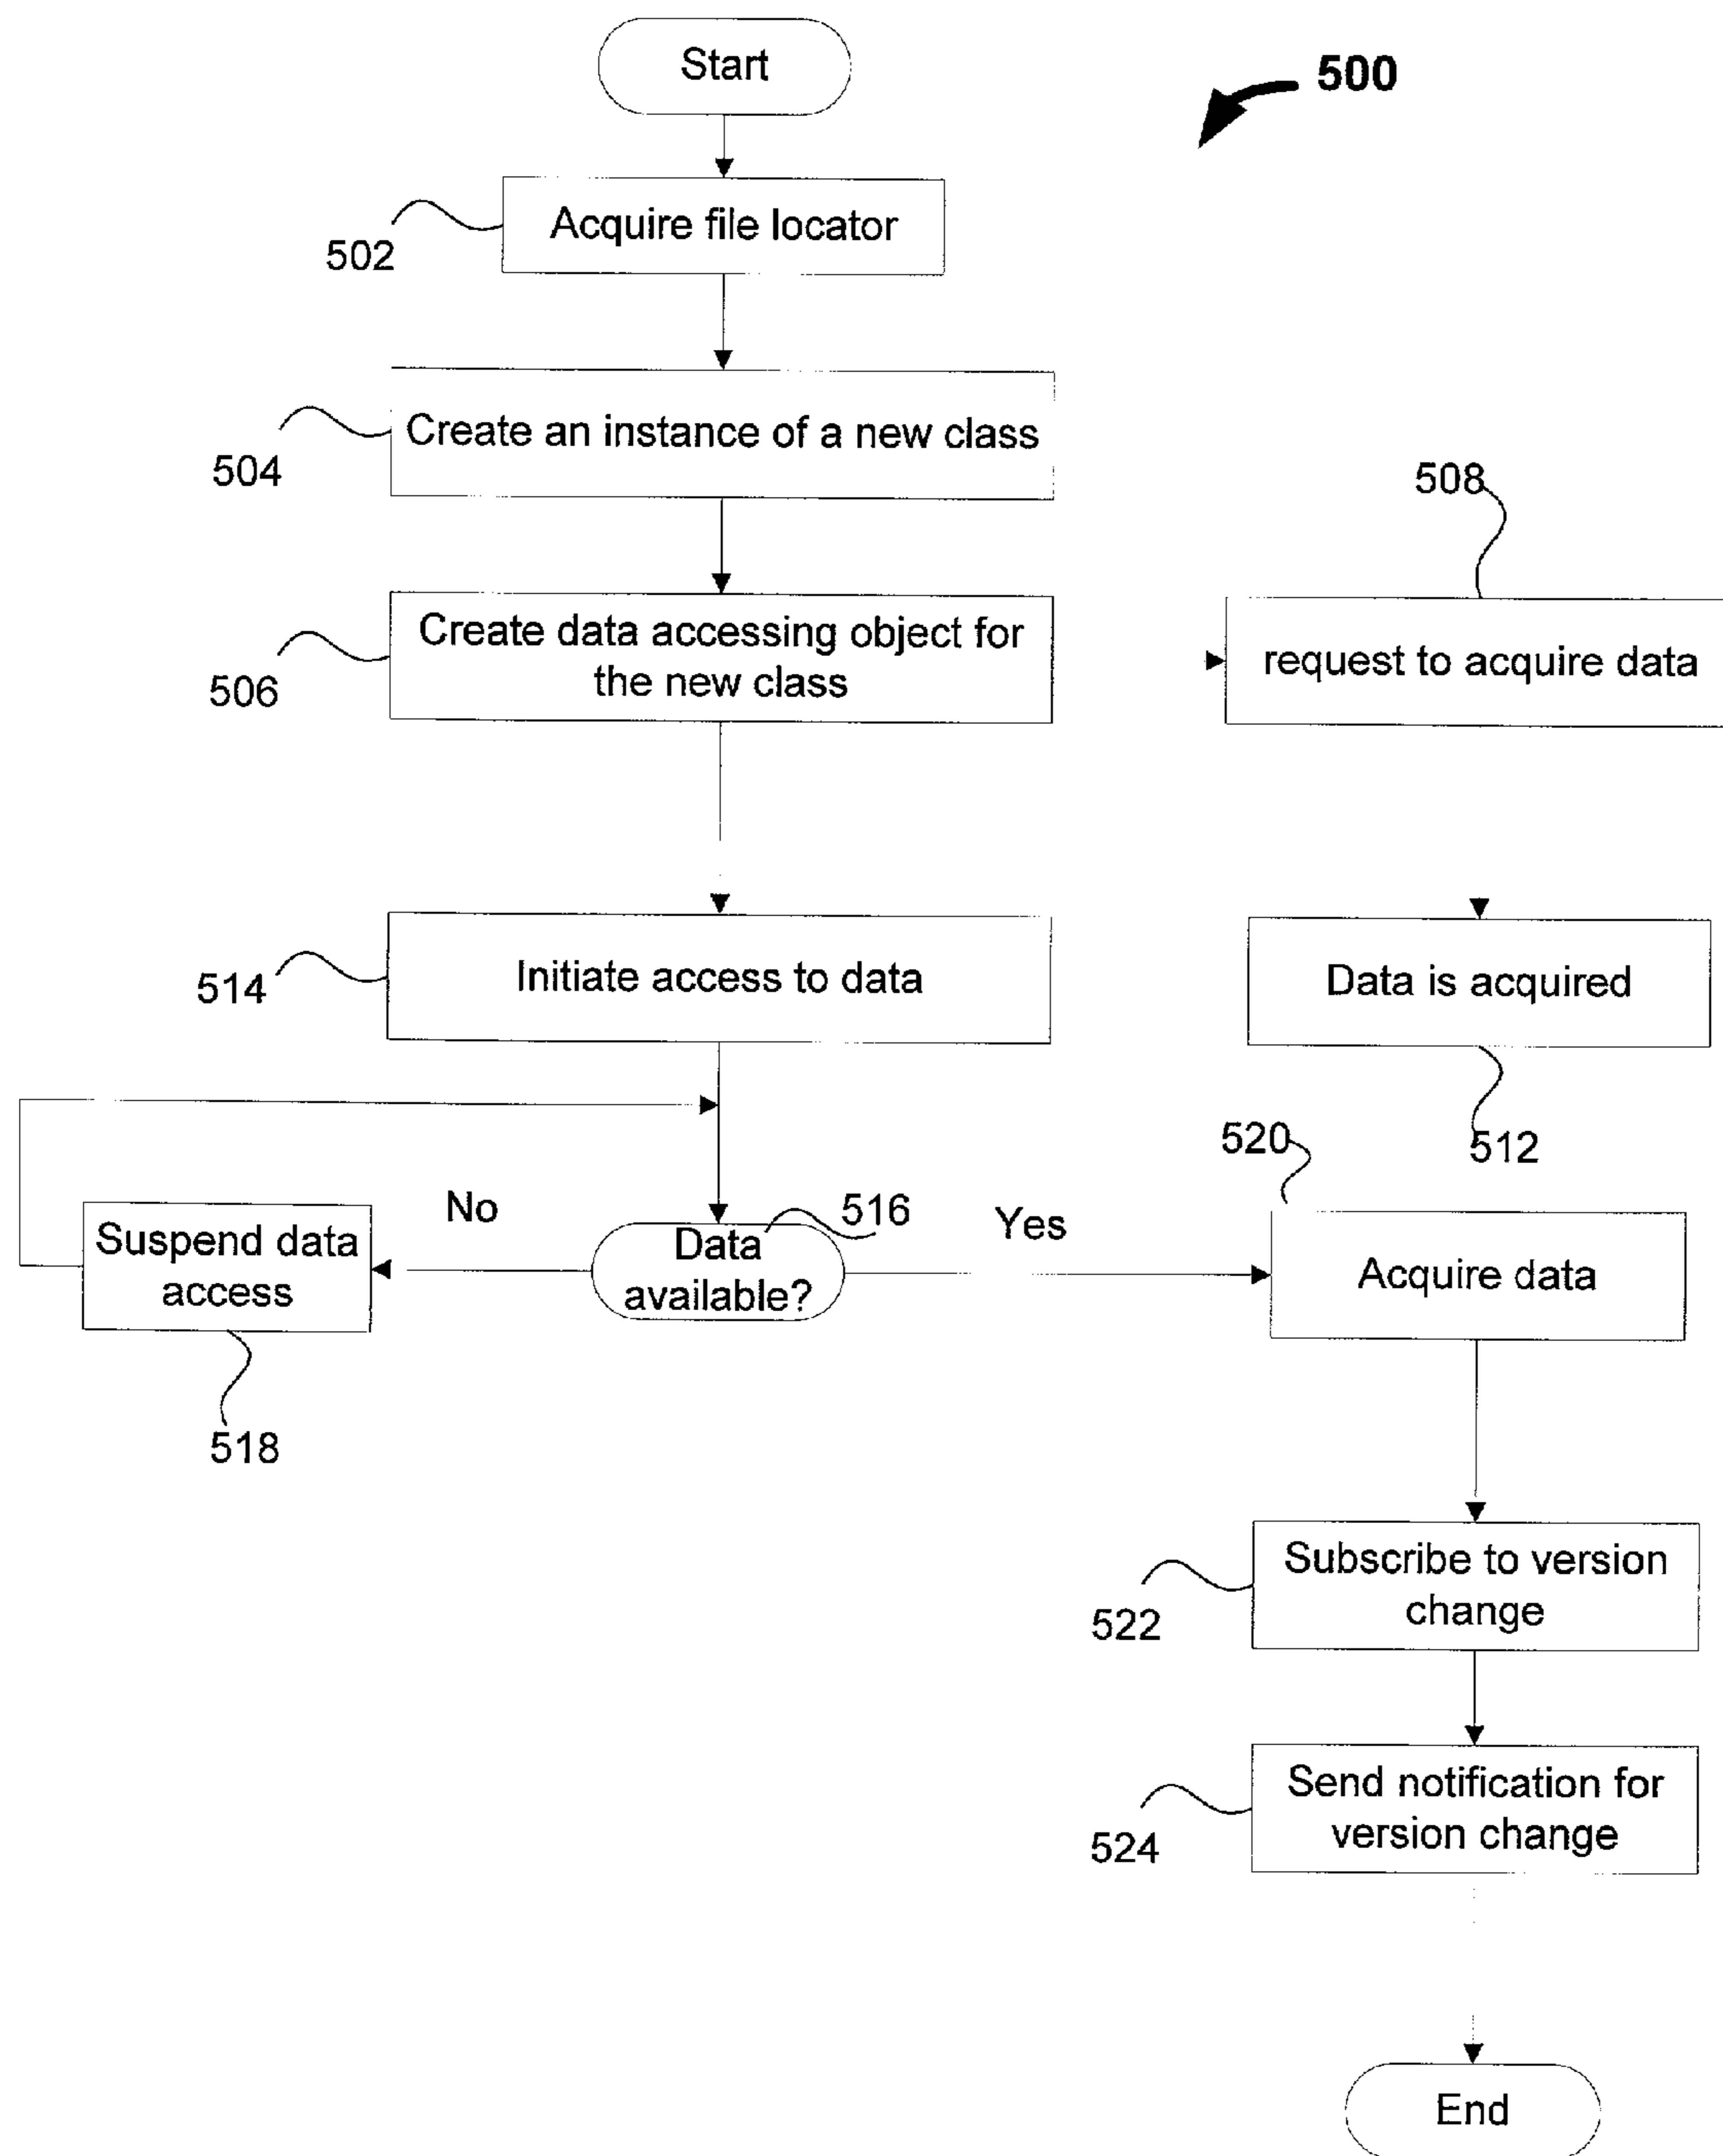 Start
500
Acquire file locator
502
Create an instance of a new class
504
508
Create data accessing object for
the new class
506
request to acquire data
Initiate access to data
514
Data is acquired
512
520
No
516
Yes
Suspend data
access
Data
available?
Acquire data
518
Subscribe to version
change
522
Send notification for
version change
524
End